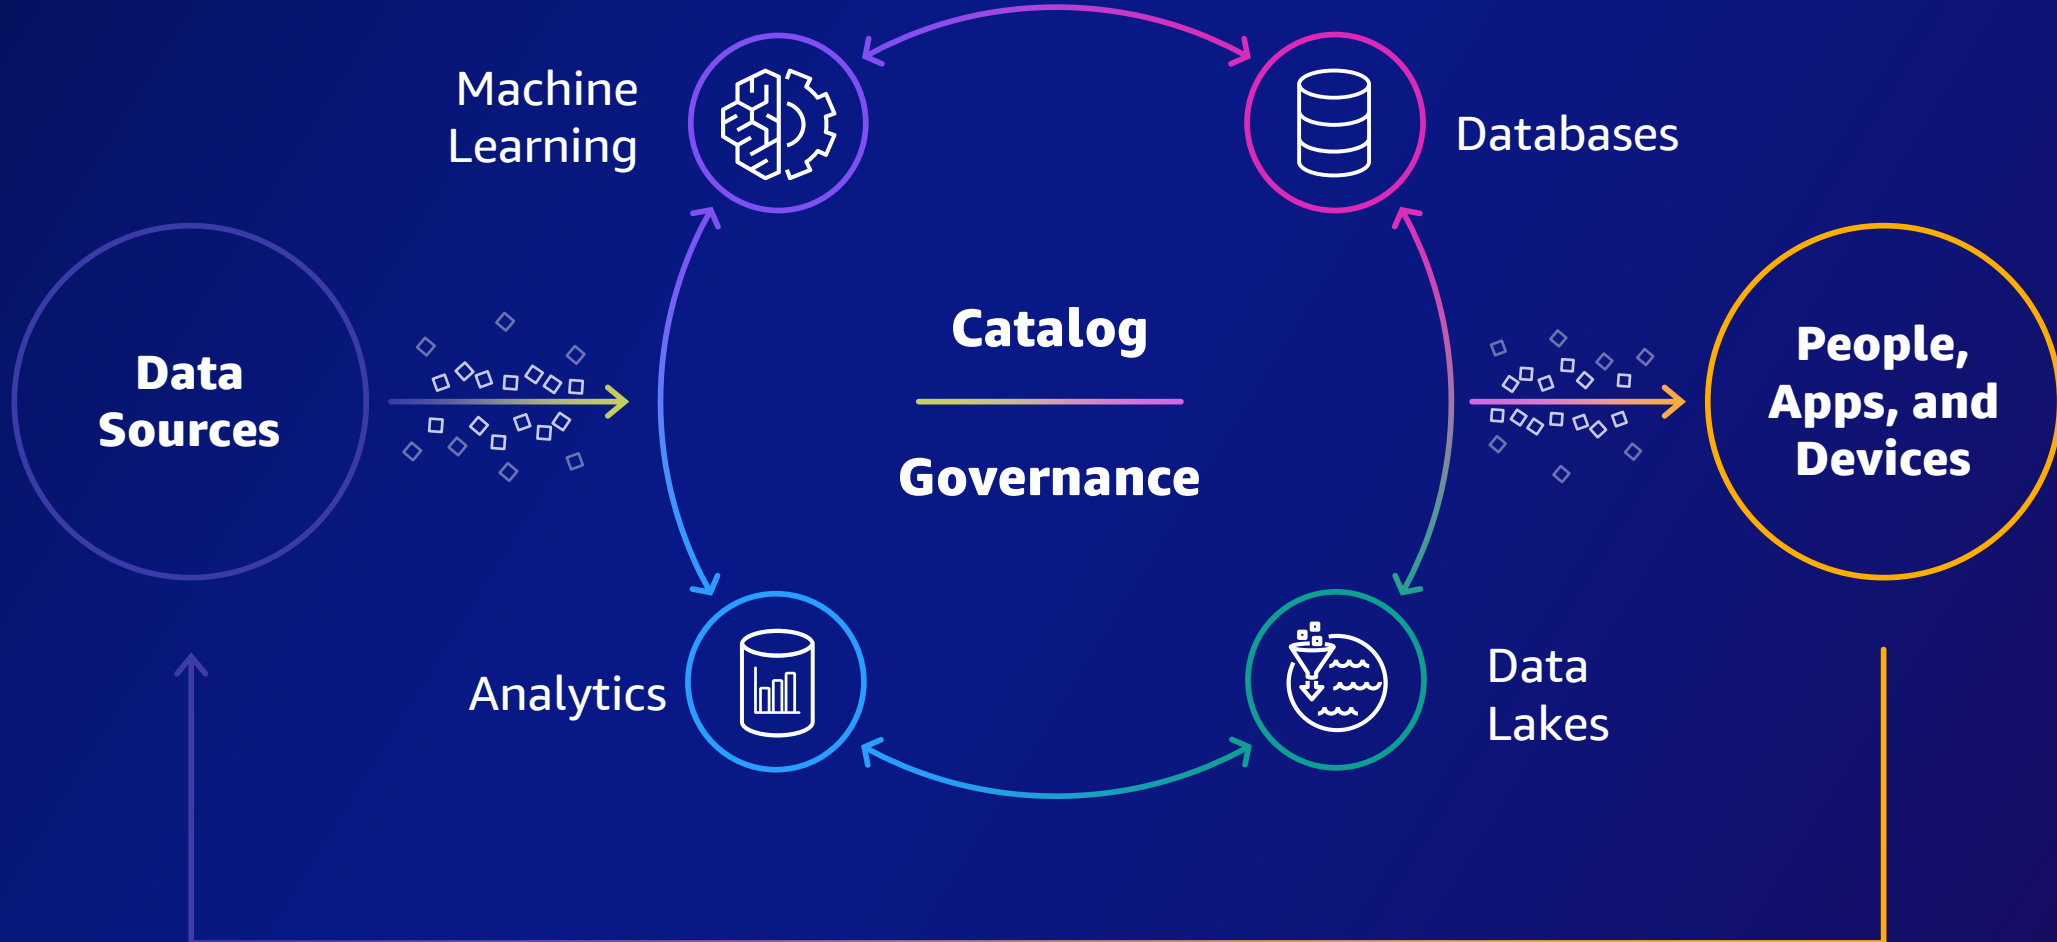 Machine
Learning
Databases
Data
Sources
Catalog
Governance
People,
Apps, and
Devices
Analytics
Data
Lakes